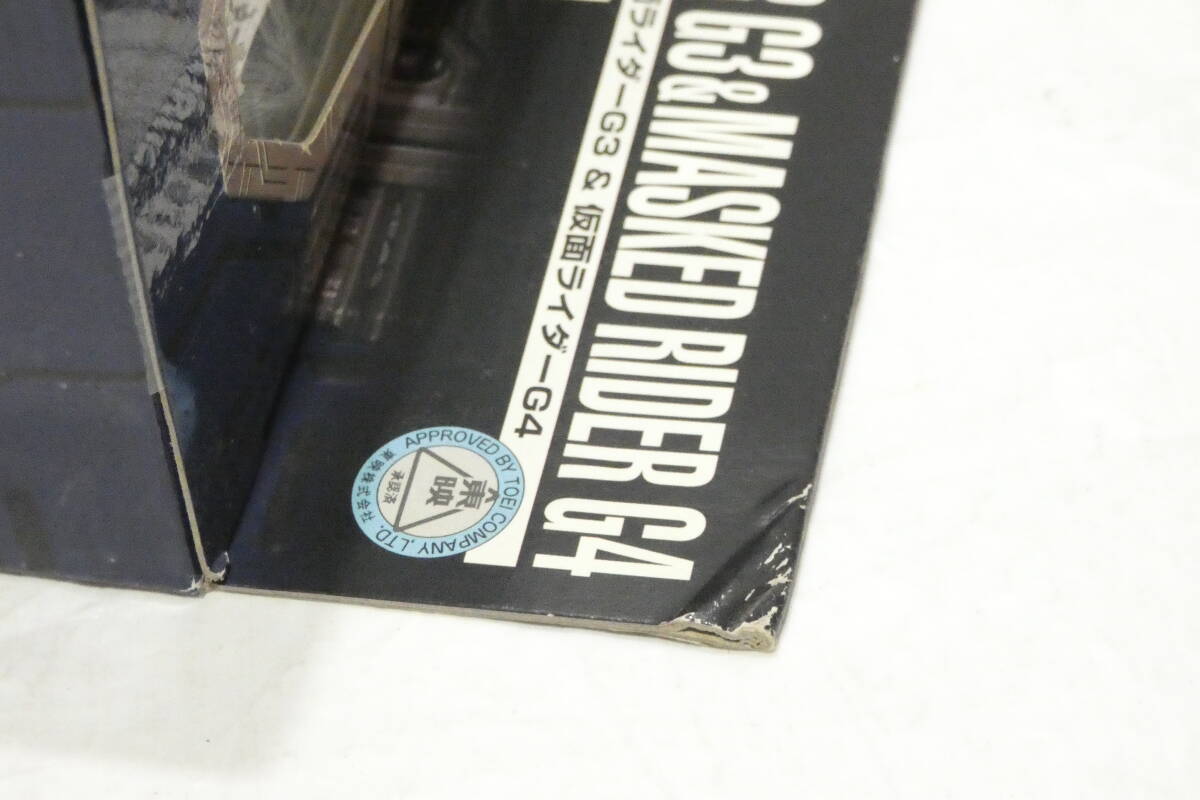 G3 & MASKED RIDER G4
ライダーG3 & 仮面ライダーG4
APPROVED BY TOEI COMPANY, LTD.
東映
承認済
東映株式会社